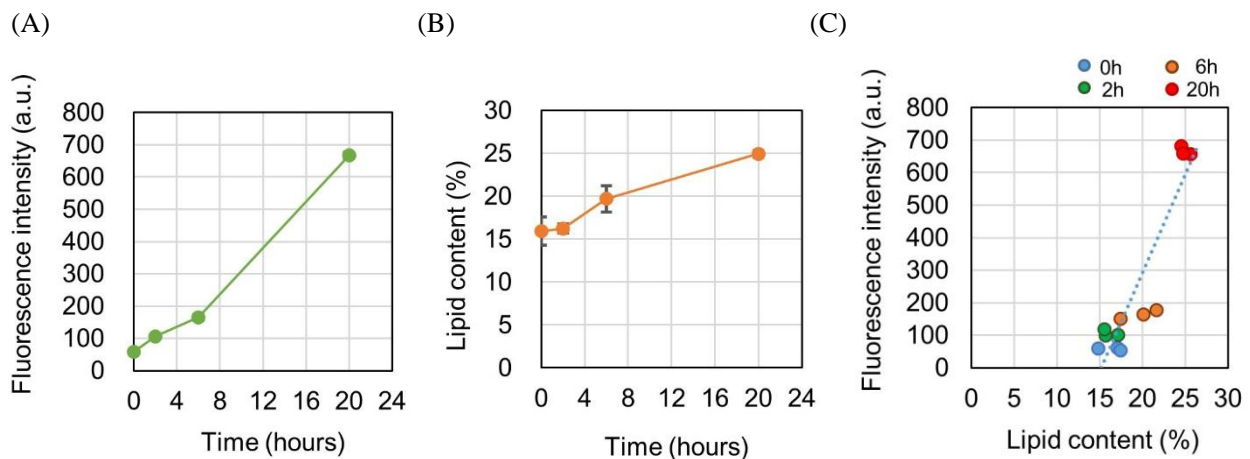 (A)
Fluorescence intensity (a.u.)
800
700
600
500
400
300
200
100
0
0 4 8 12 16 20 24
Time (hours)
(B)
Lipid content (%)
30
25
20
15
10
5
0
0 4 8 12 16 20 24
Time (hours)
(C)
0h 6h
2h 20h
Fluorescence intensity (a.u.)
800
700
600
500
400
300
200
100
0
0 5 10 15 20 25 30
Lipid content (%)